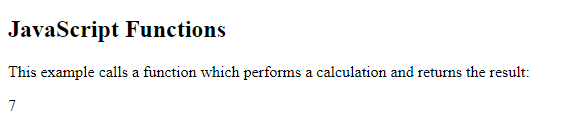 JavaScript Functions
This example calls a function which performs a calculation and returns the result:
7